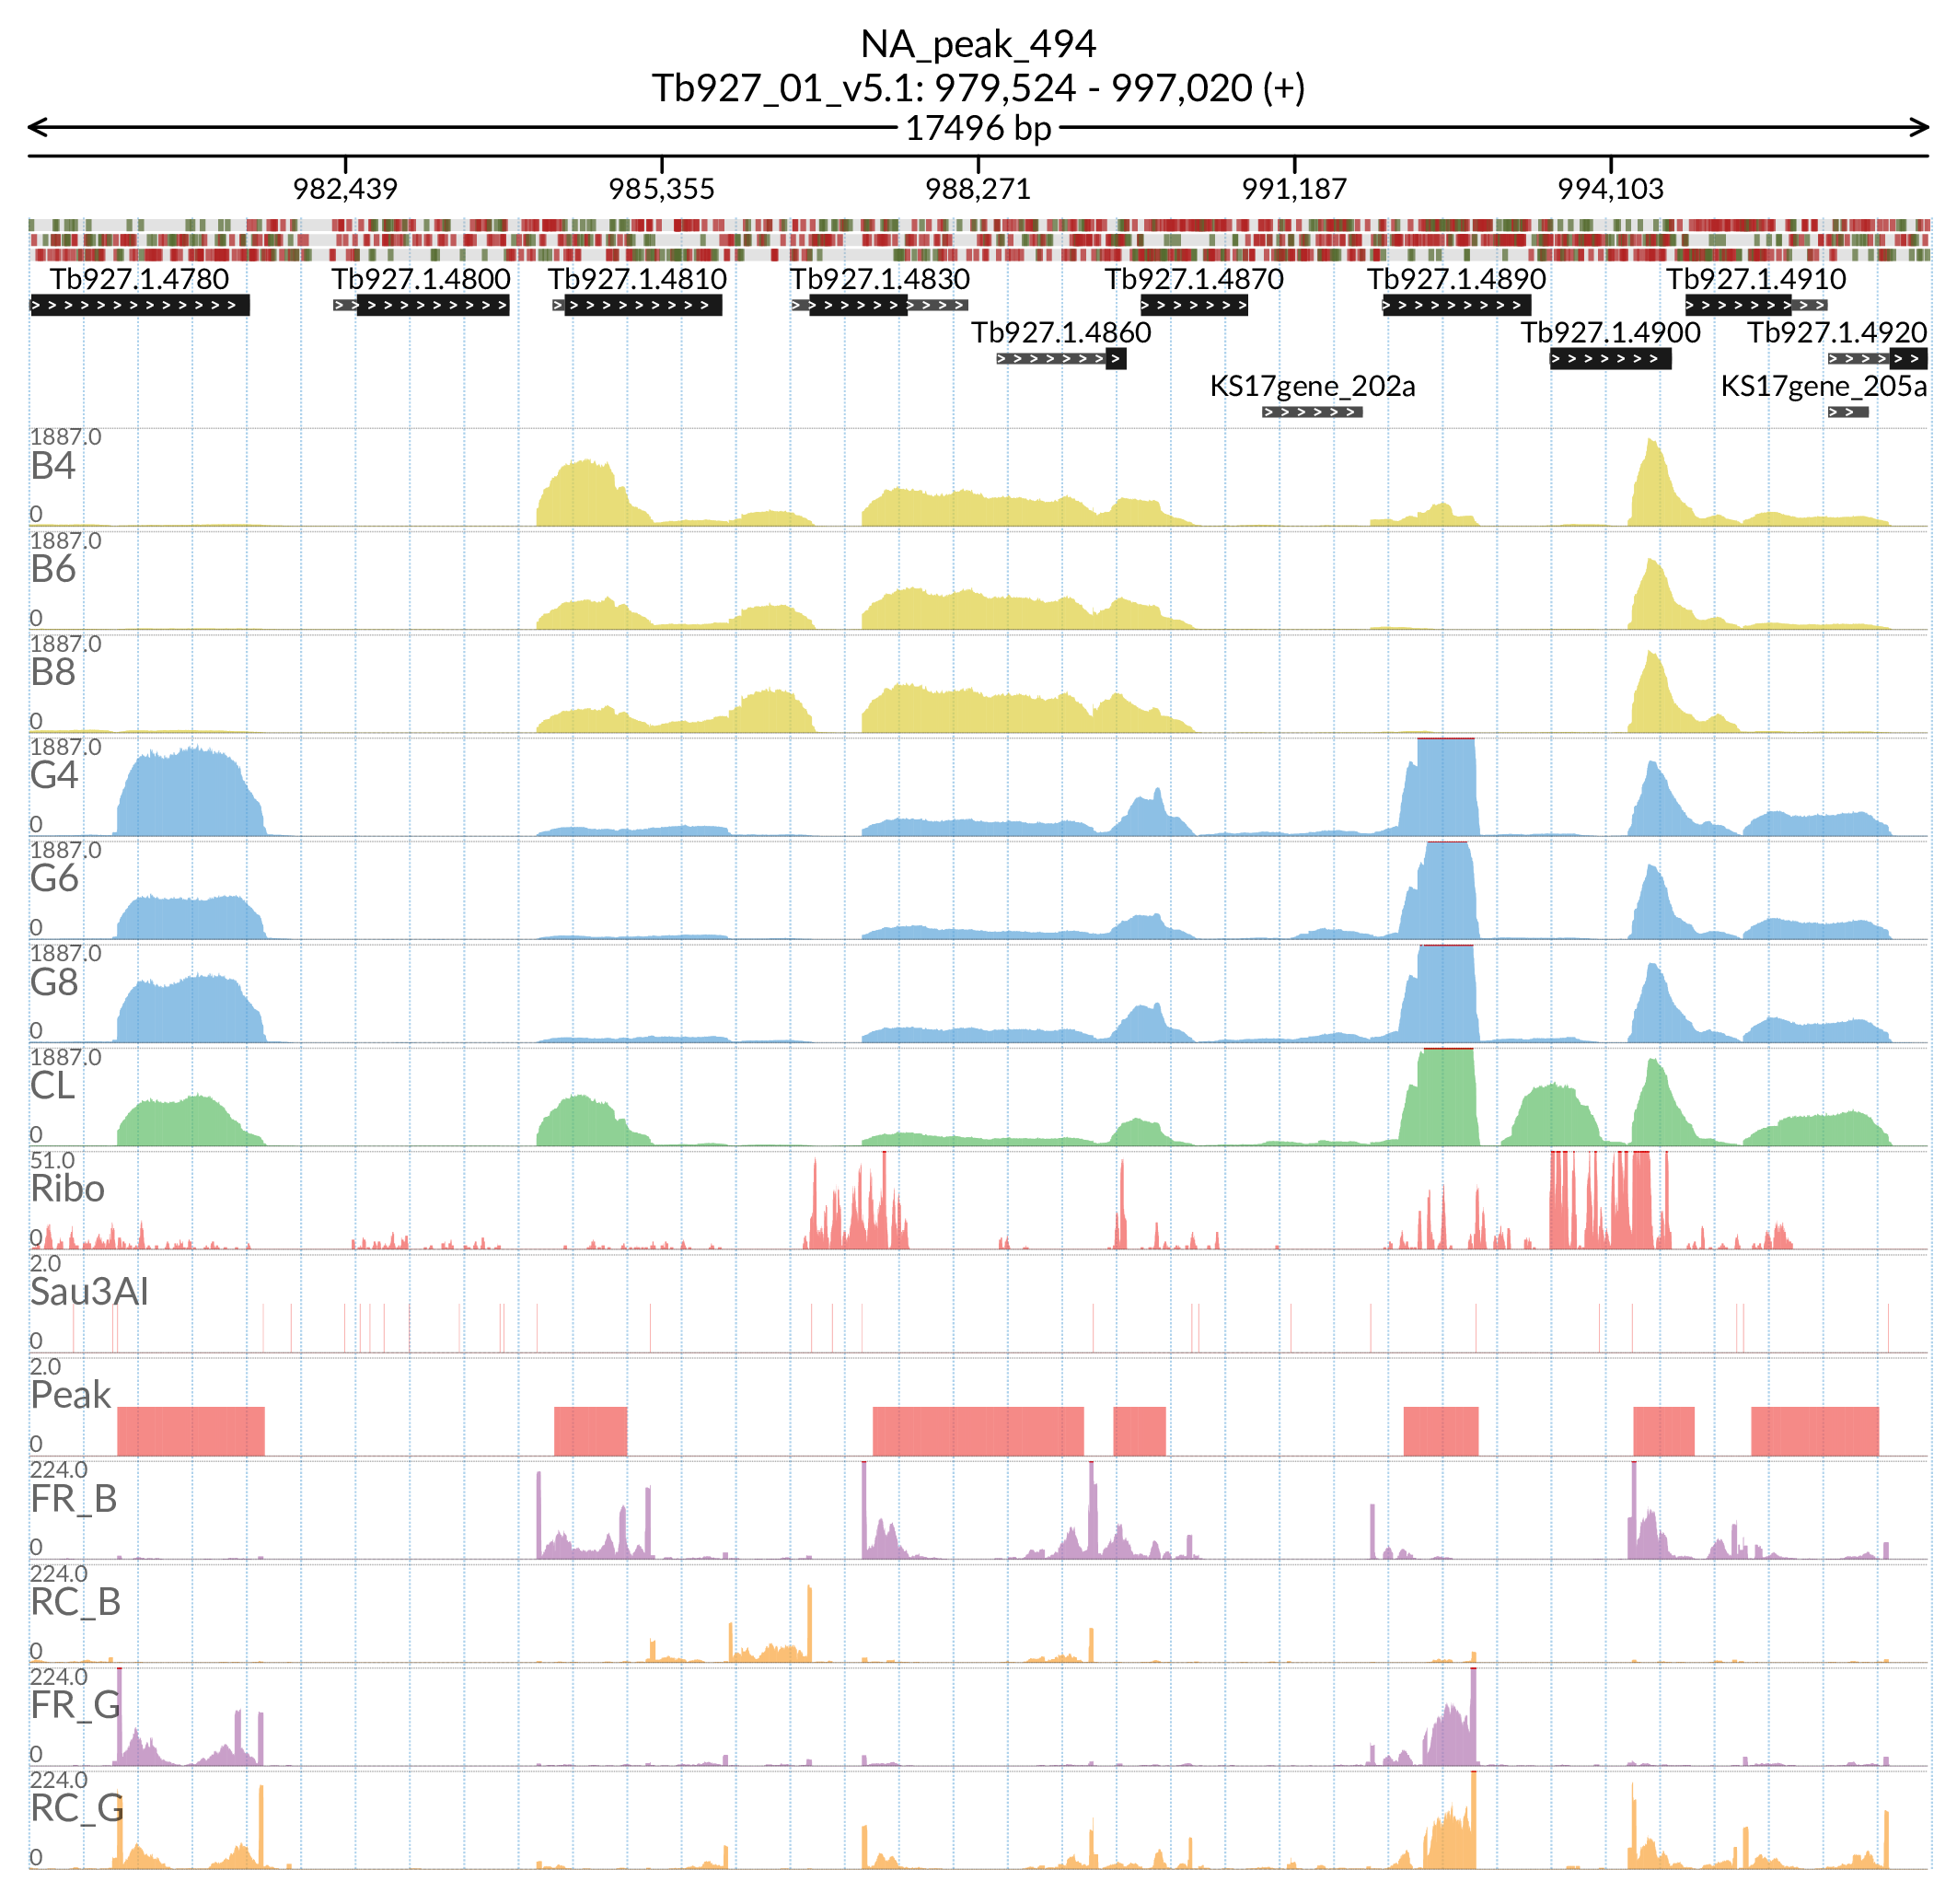 NA_peak_494
Tb927_01_v5.1: 979,524 - 997,020 (+)
17496 bp
982,439 985,355 988,271 991,187 994,103
Tb927.1.4780 Tb927.1.4800 Tb927.1.4810 Tb927.1.4830 Tb927.1.4870 Tb927.1.4890 Tb927.1.4910
Tb927.1.4860 Tb927.1.4900 Tb927.1.4920
KS17gene_202a KS17gene_205a
1887.0
B4
0
1887.0
B6
0
1887.0
B8
0
1887.0
G4
0
1887.0
G6
0
1887.0
G8
0
1887.0
CL
0
51.0
Ribo
0
2.0
Sau3AI
0
2.0
Peak
0
224.0
FR_B
0
224.0
RC_B
0
224.0
FR_G
0
224.0
RC_G
0